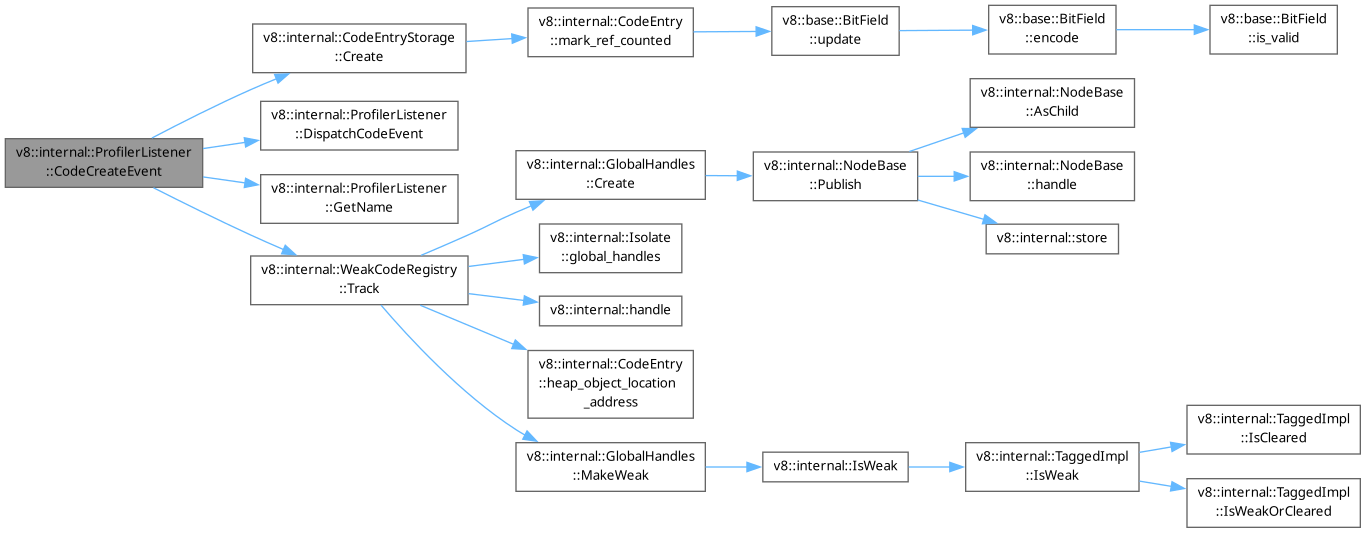 v8::internal::ProfilerListener
::CodeCreateEvent
v8::internal::CodeEntryStorage
::Create
v8::internal::CodeEntry
::mark_ref_counted
v8::base::BitField
::update
v8::base::BitField
::encode
v8::base::BitField
::is_valid
v8::internal::ProfilerListener
::DispatchCodeEvent
v8::internal::ProfilerListener
::GetName
v8::internal::WeakCodeRegistry
::Track
v8::internal::GlobalHandles
::Create
v8::internal::NodeBase
::Publish
v8::internal::NodeBase
::AsChild
v8::internal::NodeBase
::handle
v8::internal::store
v8::internal::Isolate
::global_handles
v8::internal::handle
v8::internal::CodeEntry
::heap_object_location
_address
v8::internal::GlobalHandles
::MakeWeak
v8::internal::IsWeak
v8::internal::TaggedImpl
::IsWeak
v8::internal::TaggedImpl
::IsCleared
v8::internal::TaggedImpl
::IsWeakOrCleared